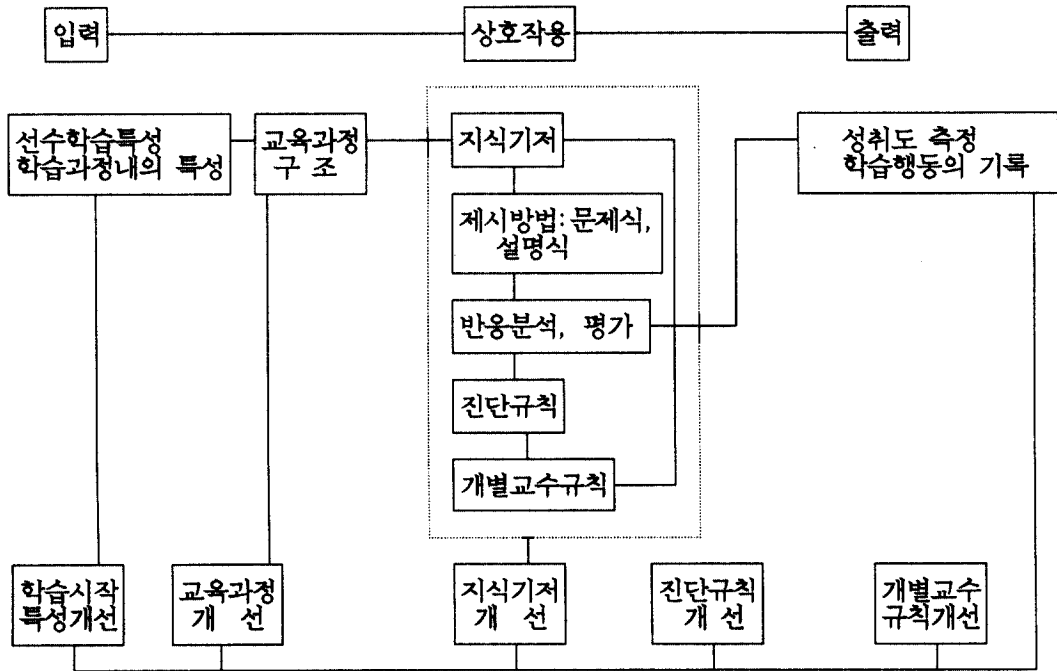 입력
상호작용
출력
선수학습특성
학습과정내의 특성
교육과정
구 조
지식기저
제시방법: 문제식,
설명식
반응분석, 평가
진단규칙
개별교수규칙
성취도 측정
학습행동의 기록
학습시작
특성개선
교육과정
개 선
지식기저
개 선
진단규칙
개 선
개별교수
규칙개선